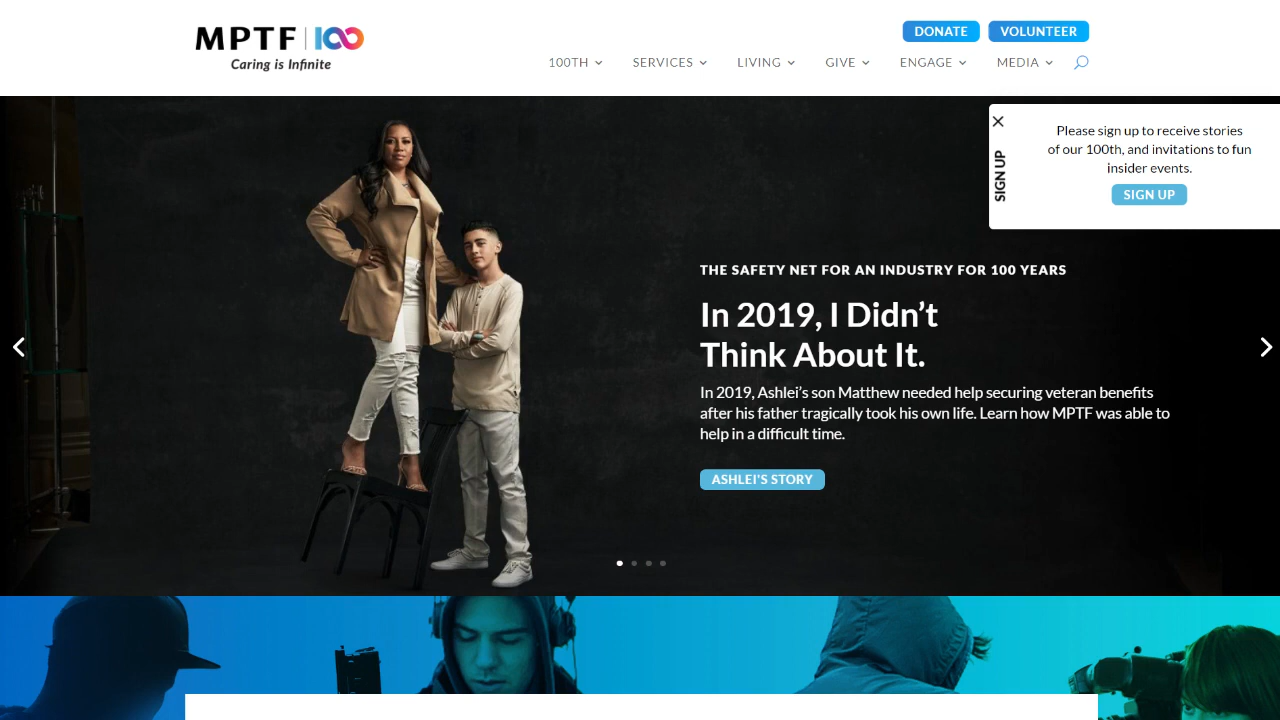 MPTF 100
Caring is Infinite
DONATE
VOLUNTEER
100TH
SERVICES
LIVING
GIVE
ENGAGE
MEDIA
SIGN UP
Please sign up to receive stories
of our 100th, and invitations to fun
insider events.
SIGN UP
THE SAFETY NET FOR AN INDUSTRY FOR 100 YEARS
In 2019, I Didn’t
Think About It.
In 2019, Ashlei’s son Matthew needed help securing veteran benefits
after his father tragically took his own life. Learn how MPTF was able to
help in a difficult time.
ASHLEI'S STORY